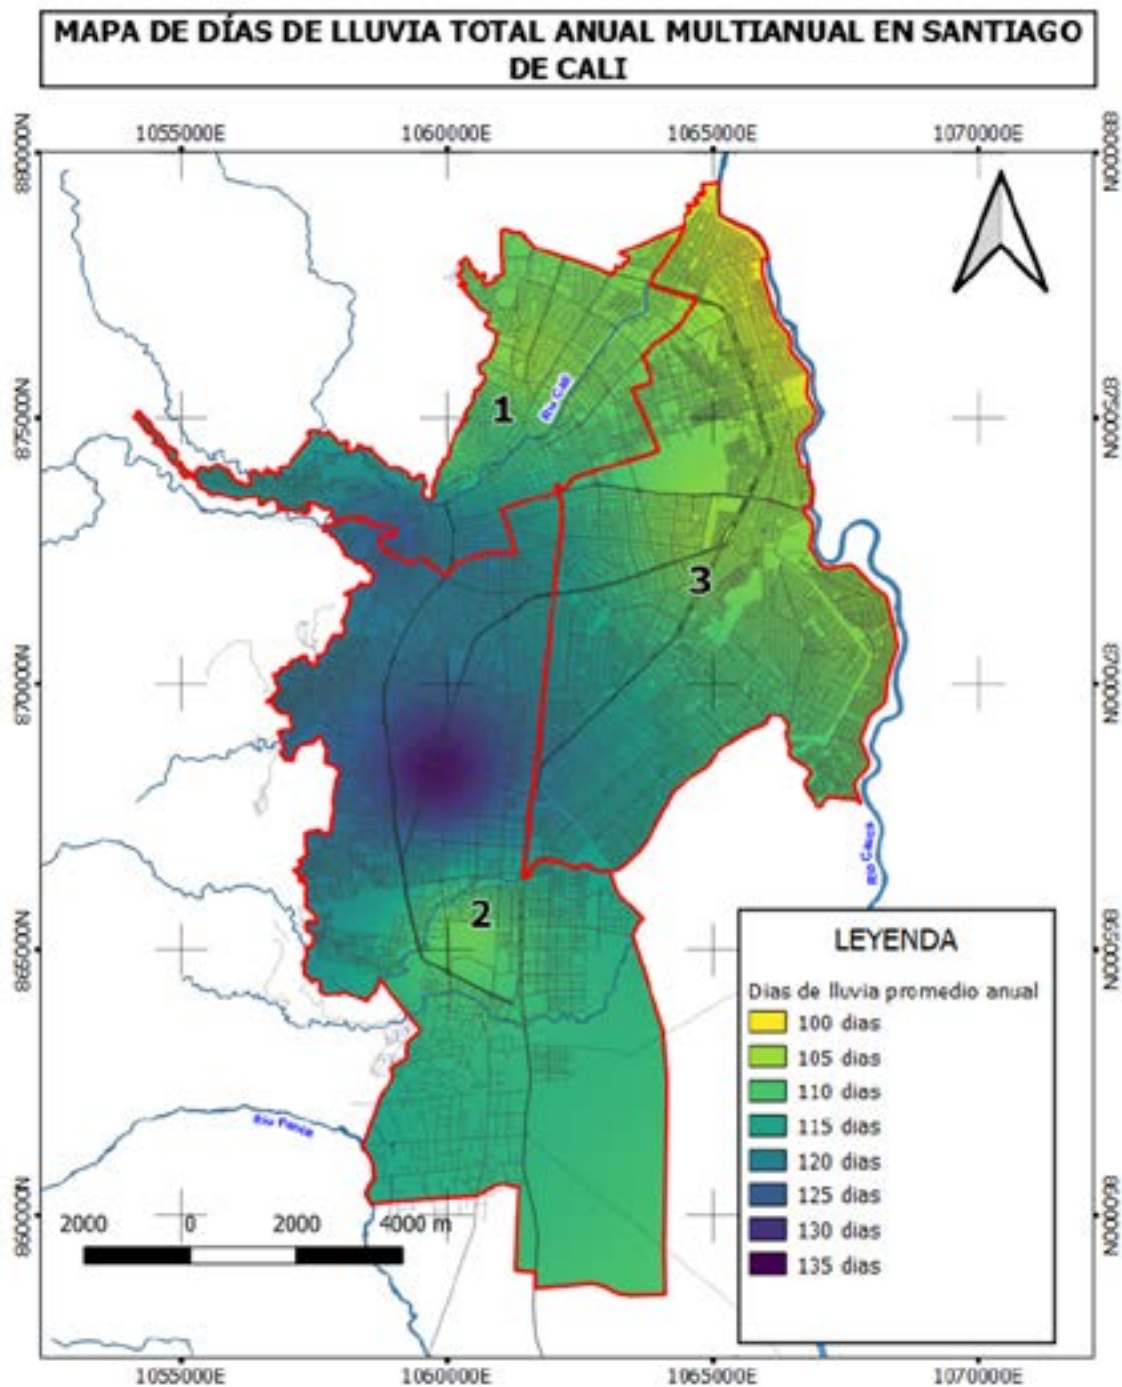 MAPA DE DÍAS DE LLUVIA TOTAL ANUAL MULTIANUAL EN SANTIAGO
DE CALI
1055000E 1060000E 1065000E 1070000E
880000N 880000N
1
Rio Cali
875000N 875000N
3
870000N 870000N
Rio Cauca
2
865000N 865000N
LEYENDA
Dias de lluvia promedio anual
100 dias
105 dias
110 dias
115 dias
120 dias
125 dias
130 dias
135 dias
Rio Pance
860000N 860000N
2000 0 2000 4000 m
1055000E 1060000E 1065000E 1070000E